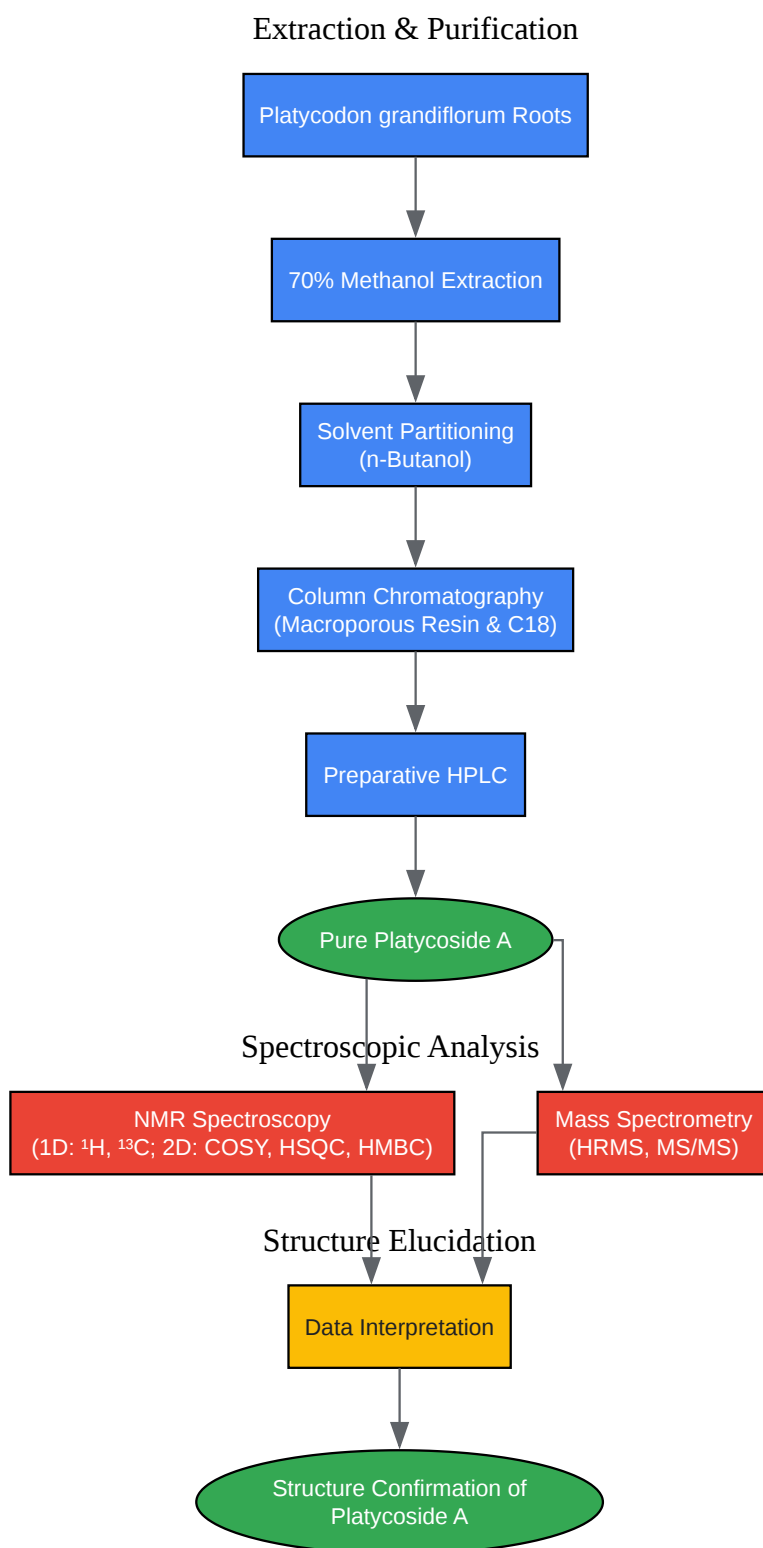 Extraction & Purification
Platycodon grandiflorum Roots
70% Methanol Extraction
Solvent Partitioning
(n-Butanol)
Column Chromatography
(Macroporous Resin & C18)
Preparative HPLC
Pure Platycoside A
Spectroscopic Analysis
NMR Spectroscopy
(1D: ¹H, ¹³C; 2D: COSY, HSQC, HMBC)
Mass Spectrometry
(HRMS, MS/MS)
Structure Elucidation
Data Interpretation
Structure Confirmation of
Platycoside A